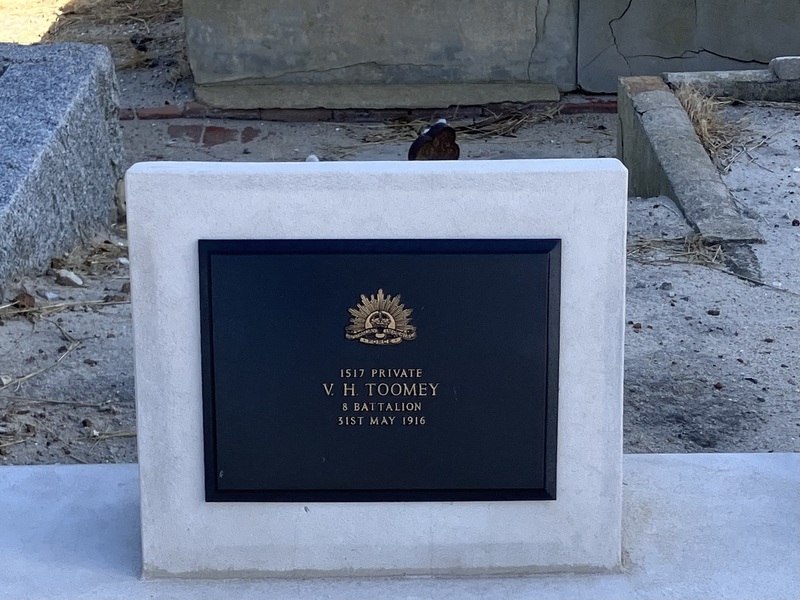 1517 PRIVATE
V. H. TOOMEY
8 BATTALION
31ST MAY 1916